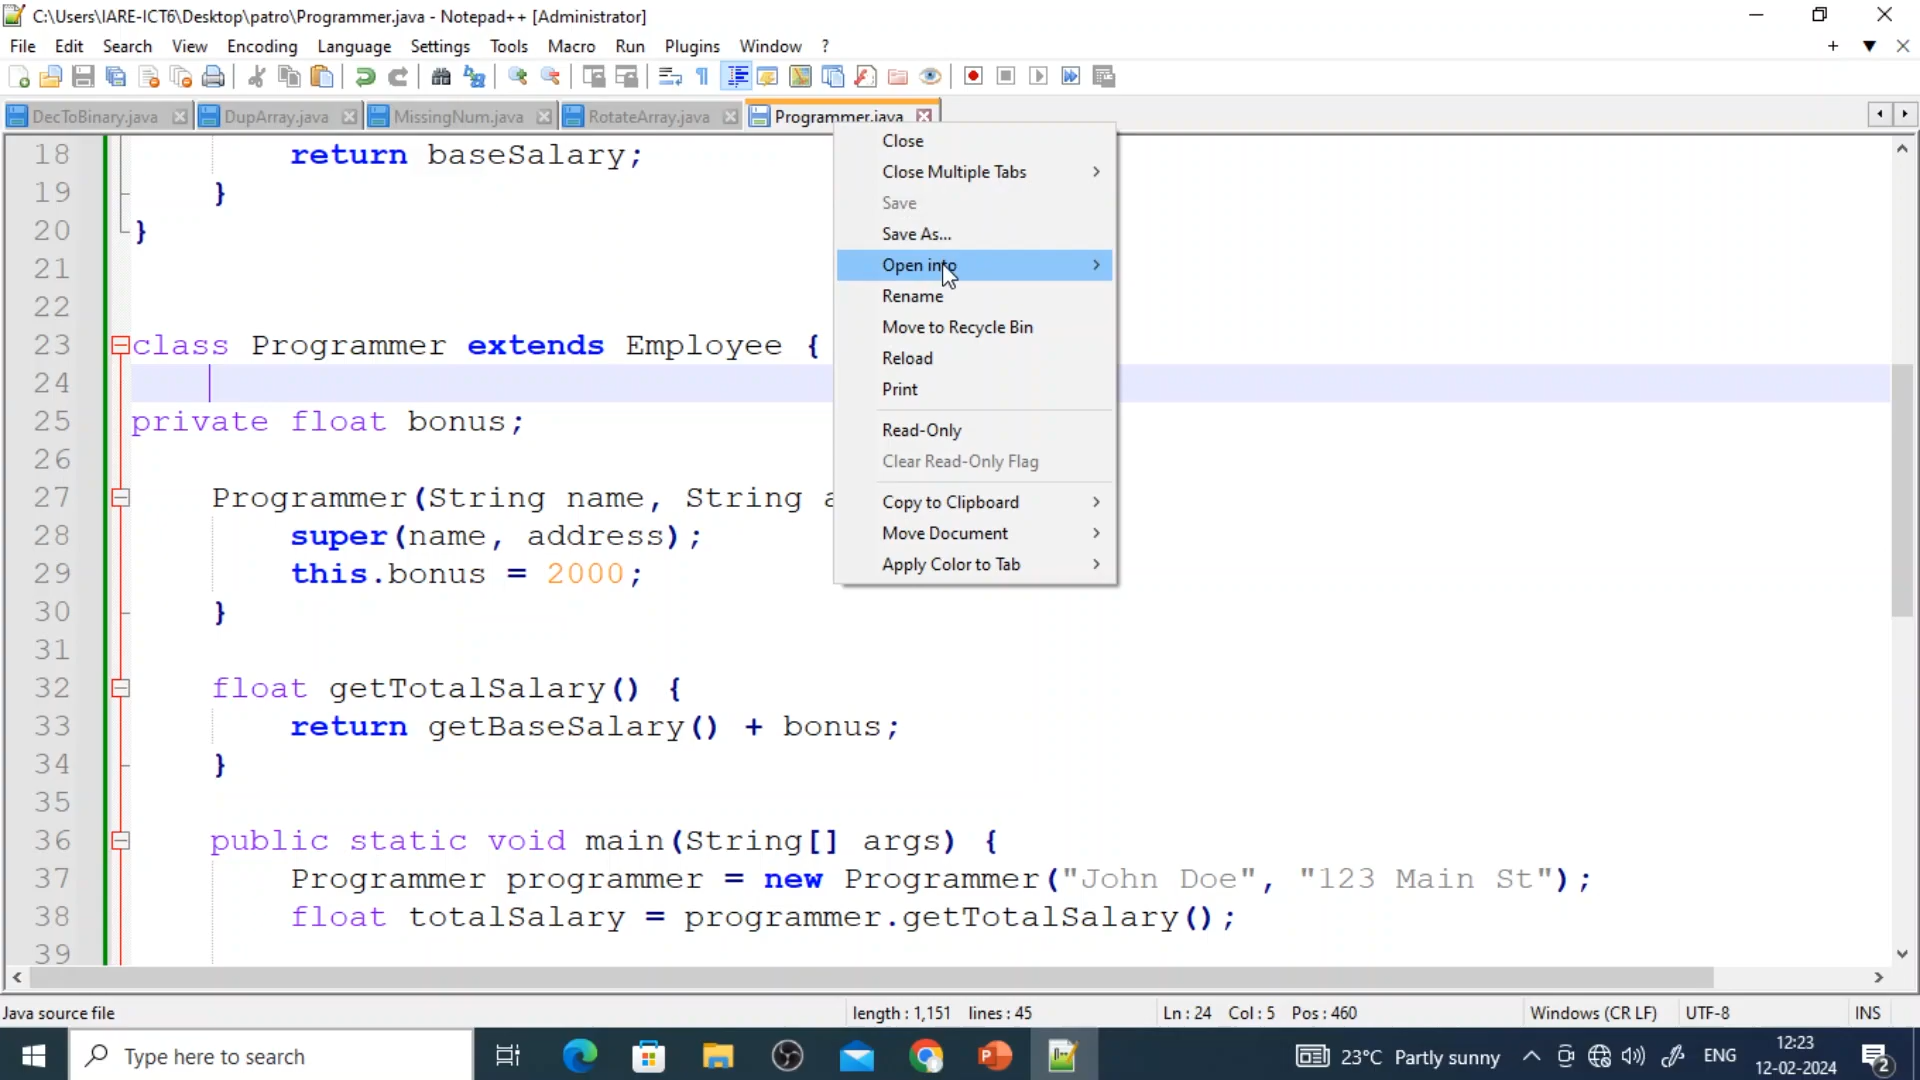 C:\Users\IARE-ICT6\Desktop\patro\Programmer.java - Notepad++ [Administrator]
File Edit Search View Encoding Language Settings Tools Macro Run Plugins Window ?
DecToBinary.java DupArray.java MissingNum.java RotateArray.java Programmer.java
Close
Close Multiple Tabs
Save
Save As...
Open into
Rename
Move to Recycle Bin
Reload
Print
Read-Only
Clear Read-Only Flag
Copy to Clipboard
Move Document
Apply Color to Tab
18 return baseSalary;
19 }
20 }
21
22
23 class Programmer extends Employee {
24
25 private float bonus;
26
27 Programmer(String name, String a
28 super(name, address);
29 this.bonus = 2000;
30 }
31
32 float getTotalSalary() {
33 return getBaseSalary() + bonus;
34 }
35
36 public static void main(String[] args) {
37 Programmer programmer = new Programmer("John Doe", "123 Main St");
38 float totalSalary = programmer.getTotalSalary();
39
Java source file length : 1,151 lines : 45 Ln : 24 Col : 5 Pos : 460 Windows (CR LF) UTF-8 INS
Type here to search 23°C Partly sunny ENG 12:23
12-02-2024 2